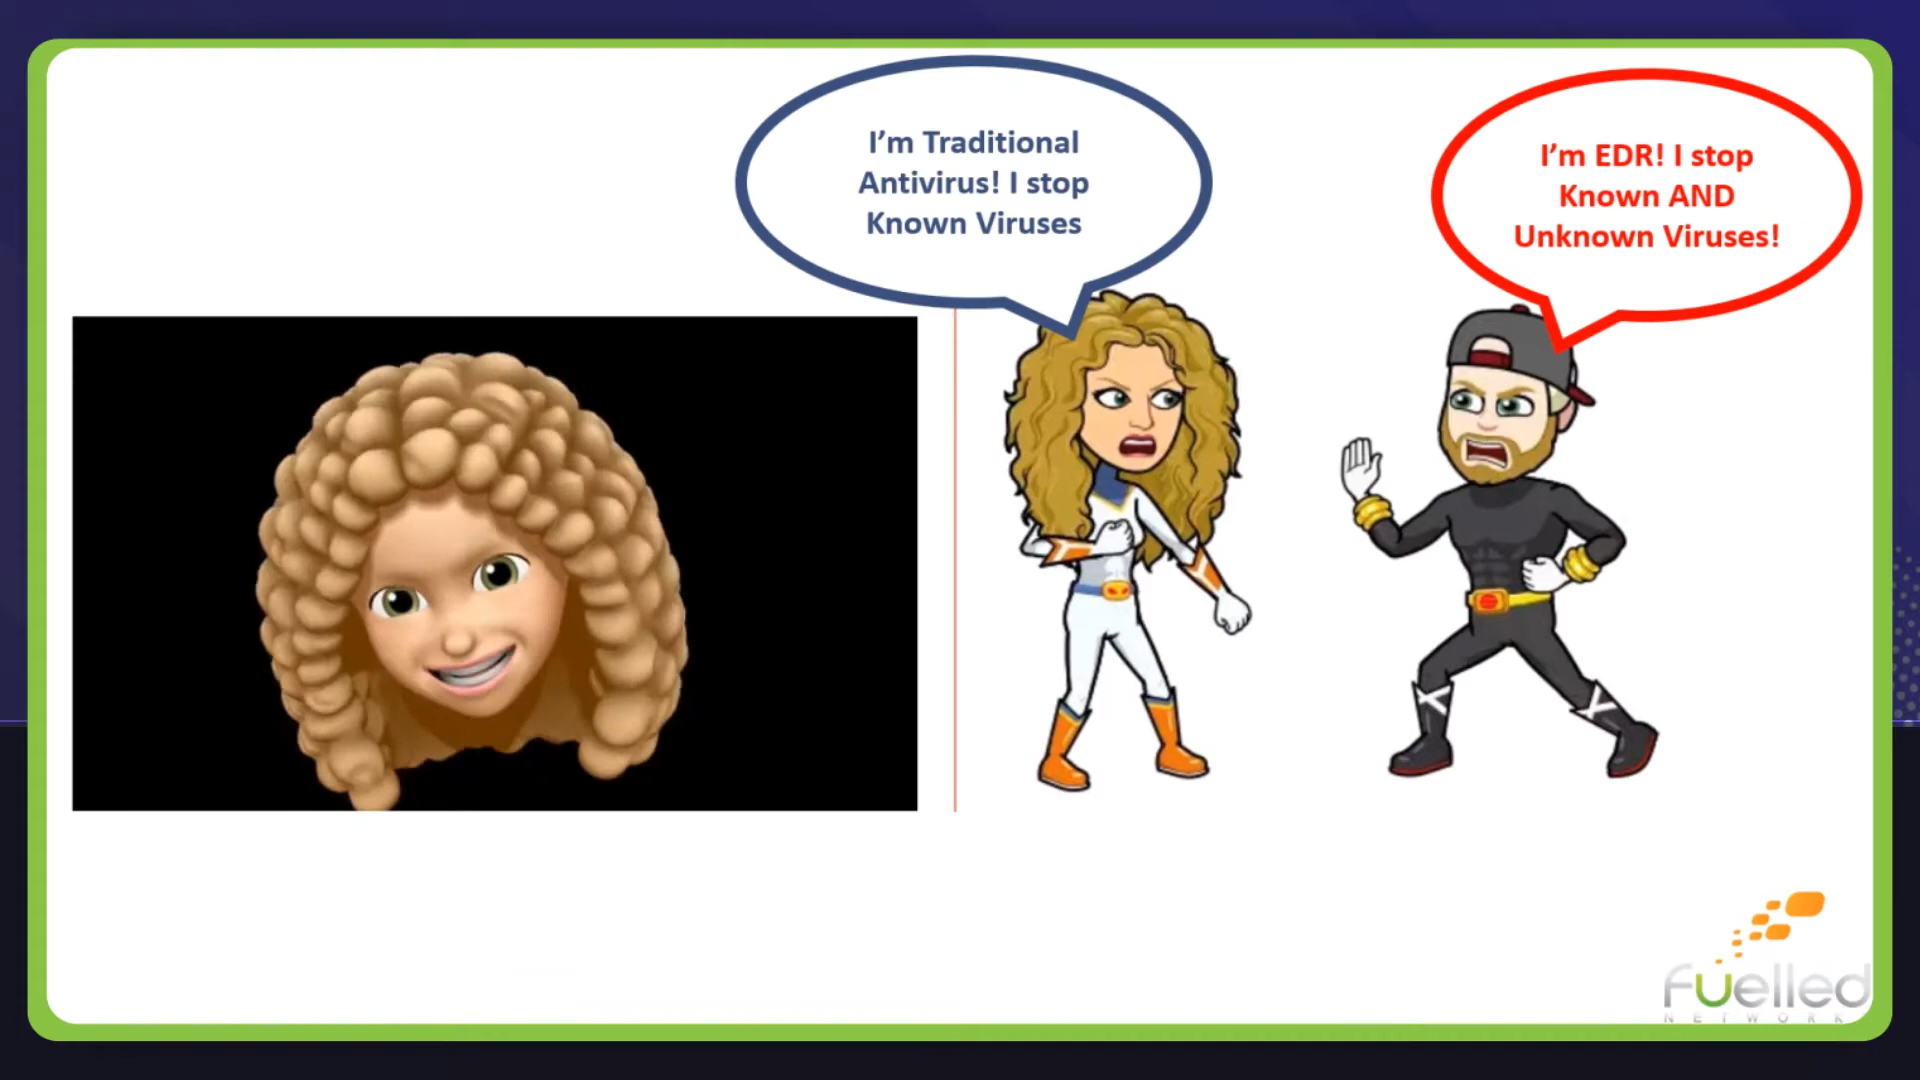 I'm Traditional
Antivirus! I stop
Known Viruses
I'm EDR! I stop
Known AND
Unknown Viruses!
fuelled
NETWORK